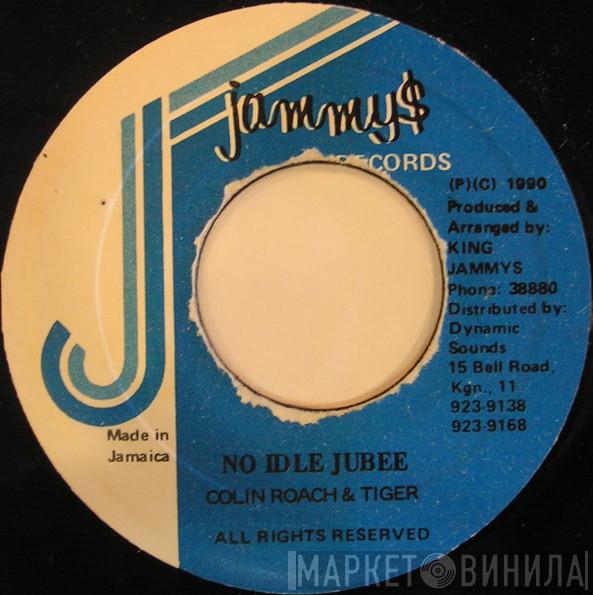 jammy$
RECORDS
(P)(C) 1990
Produced &
Arranged by:
KING
JAMMYS
Phone: 38880
Distributed by:
Dynamic
Sounds
15 Bell Road,
Kgn., 11
923-9138
923-9168
Made in
Jamaica
NO IDLE JUBEE
COLIN ROACH & TIGER
ALL RIGHTS RESERVED
МАРКЕТ ВИНИЛА